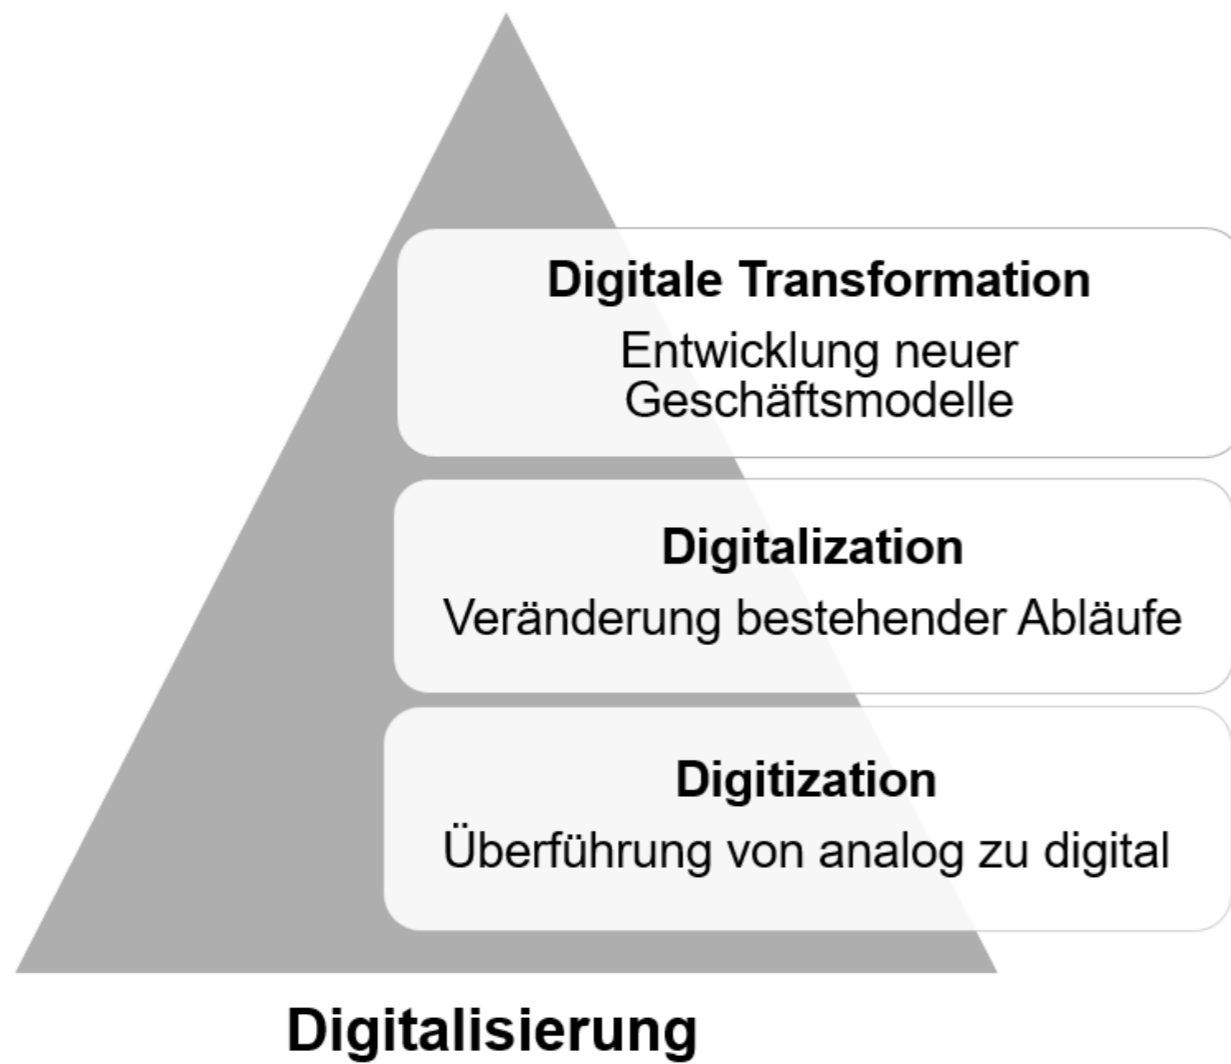 Digitale Transformation
Entwicklung neuer
Geschäftsmodelle
Digitalization
Veränderung bestehender Abläufe
Digitization
Überführung von analog zu digital
Digitalisierung